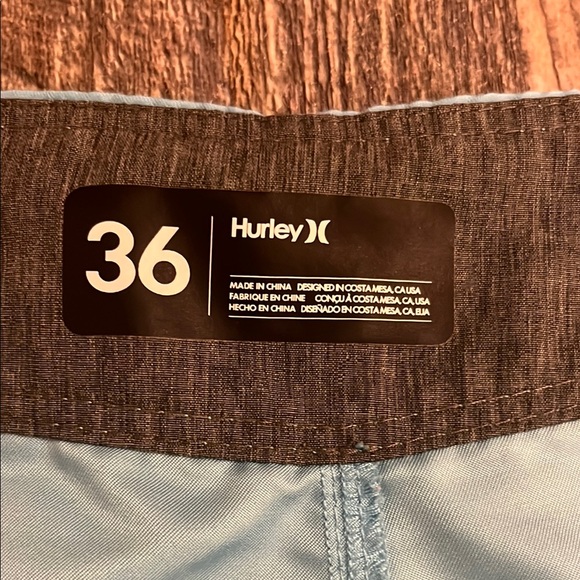 36
Hurley
MADE IN CHINA DESIGNED IN COSTA MESA, CA USA
FABRIQUE EN CHINE CONÇU À COSTA MESA, CA, USA
HECHO EN CHINA DISEÑADO EN COSTA MESA, CA, EUA